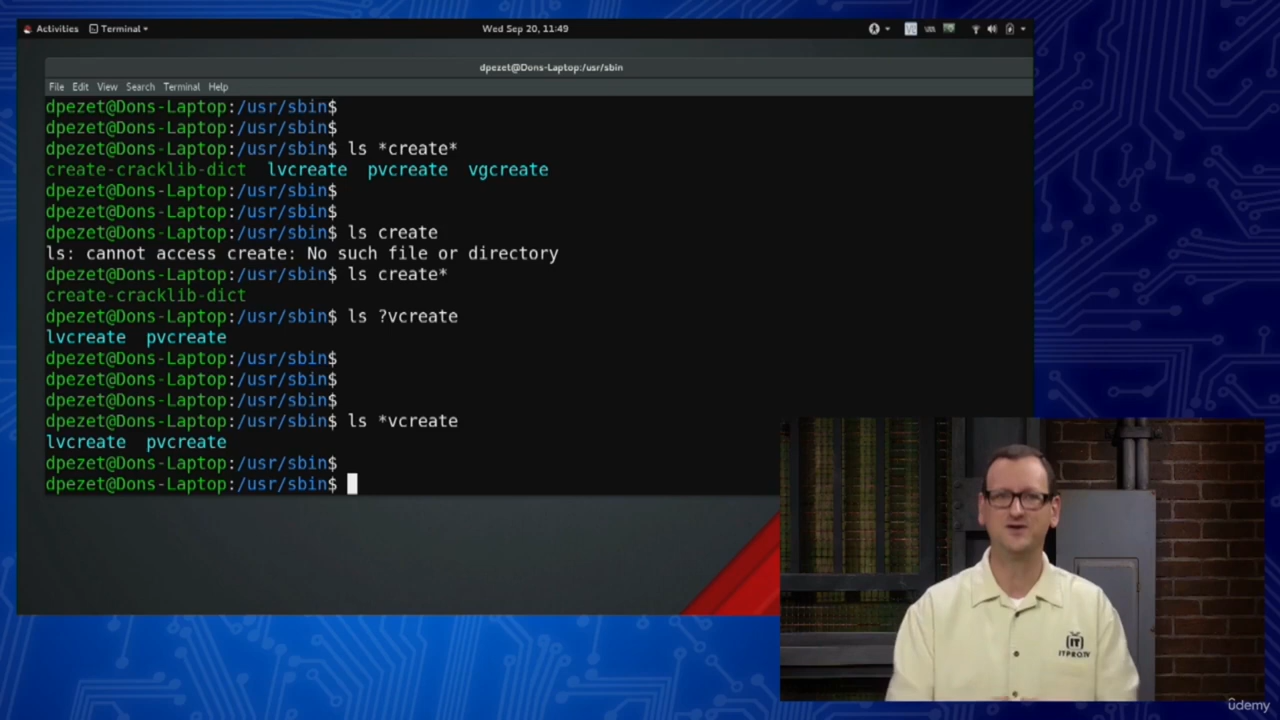 Activities Terminal Wed Sep 20, 11:49
dpezet@Dons-Laptop:/usr/sbin
File Edit View Search Terminal Help
dpezet@Dons-Laptop:/usr/sbin$
dpezet@Dons-Laptop:/usr/sbin$
dpezet@Dons-Laptop:/usr/sbin$ ls *create*
create-cracklib-dict lvcreate pvcreate vgcreate
dpezet@Dons-Laptop:/usr/sbin$
dpezet@Dons-Laptop:/usr/sbin$
dpezet@Dons-Laptop:/usr/sbin$ ls create
ls: cannot access create: No such file or directory
dpezet@Dons-Laptop:/usr/sbin$ ls create*
create-cracklib-dict
dpezet@Dons-Laptop:/usr/sbin$ ls ?vcreate
lvcreate pvcreate
dpezet@Dons-Laptop:/usr/sbin$
dpezet@Dons-Laptop:/usr/sbin$
dpezet@Dons-Laptop:/usr/sbin$
dpezet@Dons-Laptop:/usr/sbin$ ls *vcreate
lvcreate pvcreate
dpezet@Dons-Laptop:/usr/sbin$
dpezet@Dons-Laptop:/usr/sbin$
IT
ITPROTV
udemy